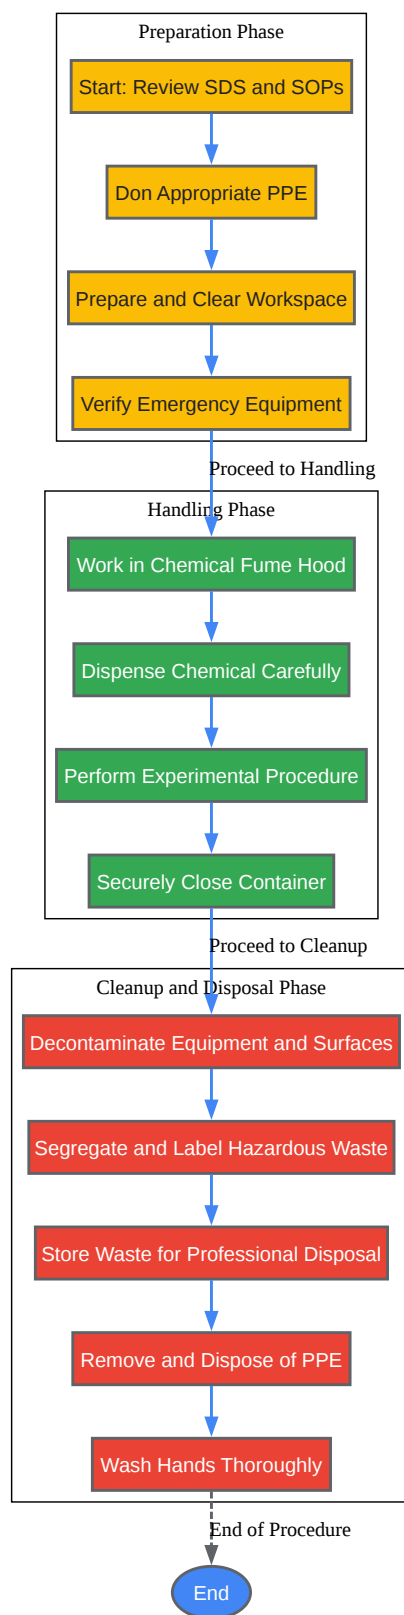 Preparation Phase
Start: Review SDS and SOPs
Don Appropriate PPE
Prepare and Clear Workspace
Verify Emergency Equipment
Proceed to Handling
Handling Phase
Work in Chemical Fume Hood
Dispense Chemical Carefully
Perform Experimental Procedure
Securely Close Container
Proceed to Cleanup
Cleanup and Disposal Phase
Decontaminate Equipment and Surfaces
Segregate and Label Hazardous Waste
Store Waste for Professional Disposal
Remove and Dispose of PPE
Wash Hands Thoroughly
End of Procedure
End